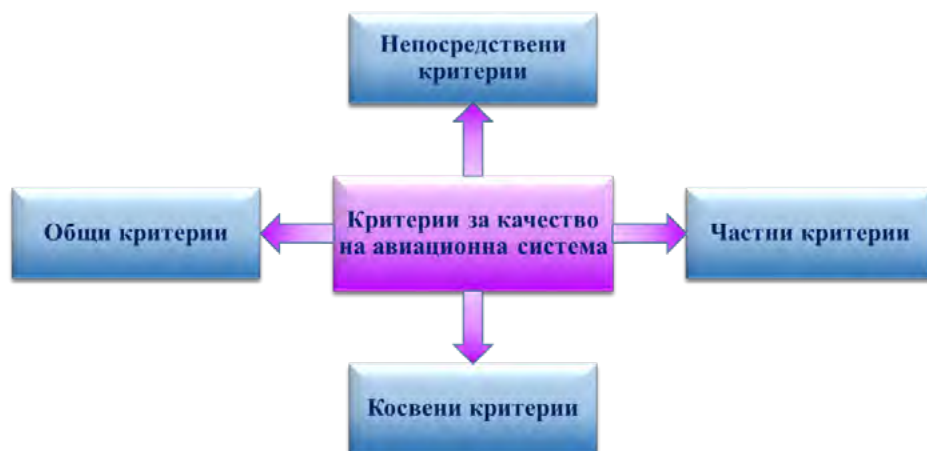 Непосредствени
критерии
Общи критерии
Критерии за качество
на авиационна система
Частни критерии
Косвени критерии